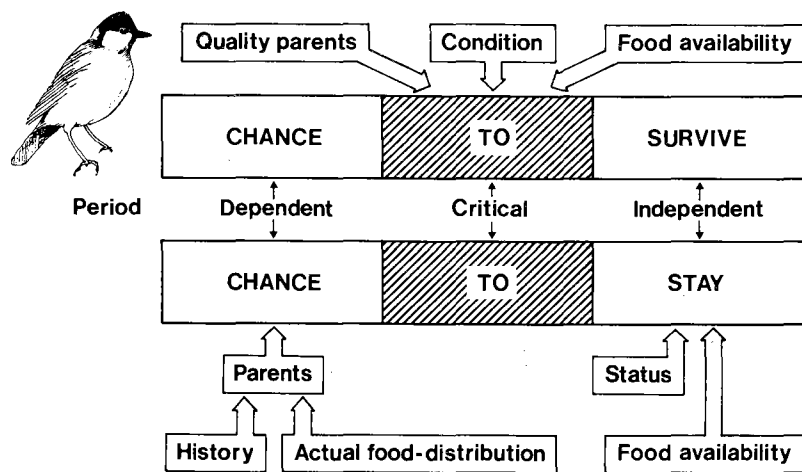 Quality parents Condition Food availability
CHANCE TO SURVIVE
Period Dependent Critical Independent
CHANCE TO STAY
Parents Status
History Actual food-distribution Food availability